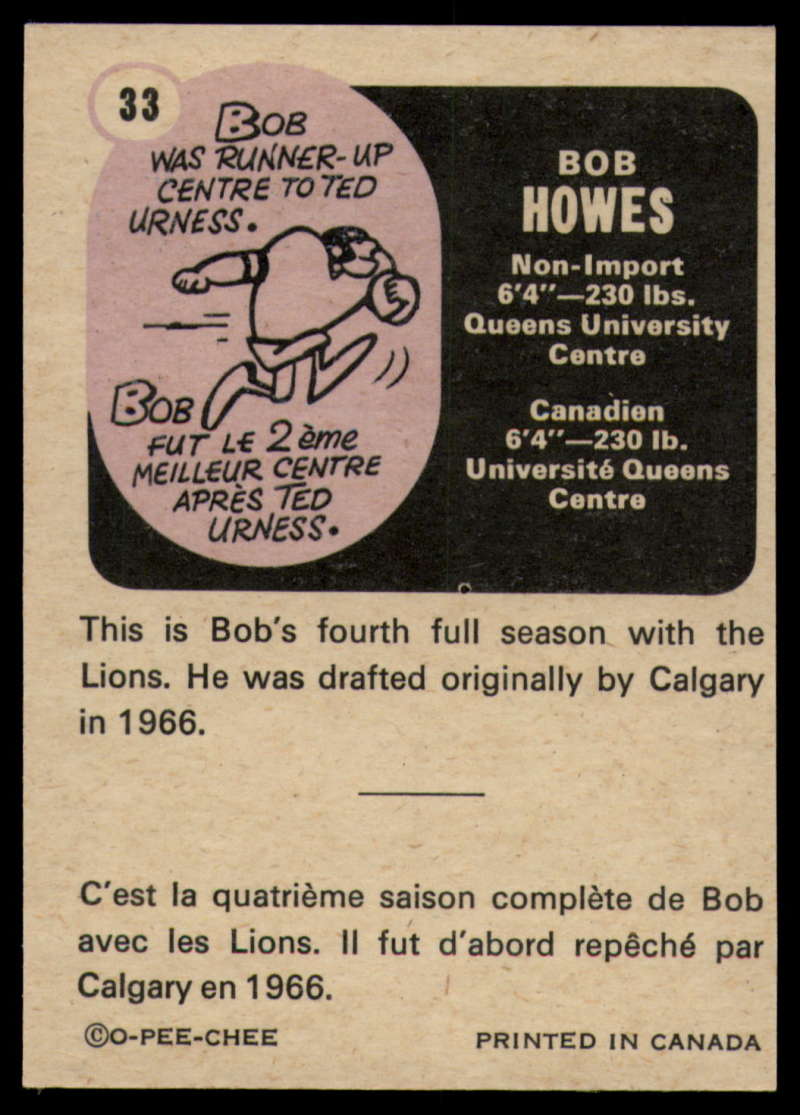 33
BOB
WAS RUNNER-UP
CENTRE TO TED
URNESS.
BOB
FUT LE 2ème
MEILLEUR CENTRE
APRÈS TED
URNESS.
BOB
HOWES
Non-Import
6'4"—230 lbs.
Queens University
Centre
Canadien
6'4"—230 lb.
Université Queens
Centre
This is Bob's fourth full season with the
Lions. He was drafted originally by Calgary
in 1966.
C'est la quatrième saison complète de Bob
avec les Lions. Il fut d'abord repêché par
Calgary en 1966.
©O-PEE-CHEE
PRINTED IN CANADA